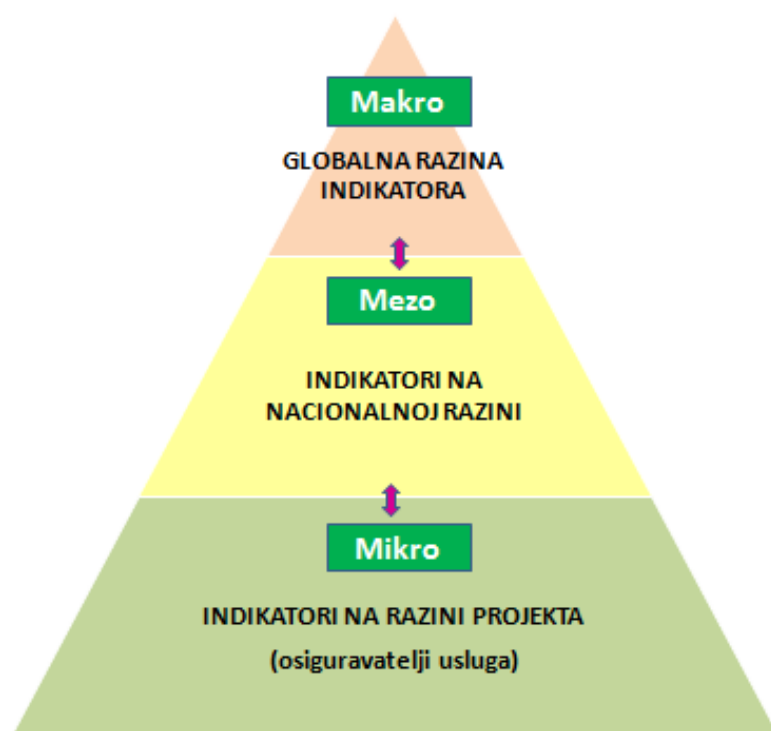 Makro
GLOBALNA RAZINA
INDIKATORA
Mezo
INDIKATORI NA
NACIONALNOJ RAZINI
Mikro
INDIKATORI NA RAZINI PROJEKTA
(osiguravatelji usluga)